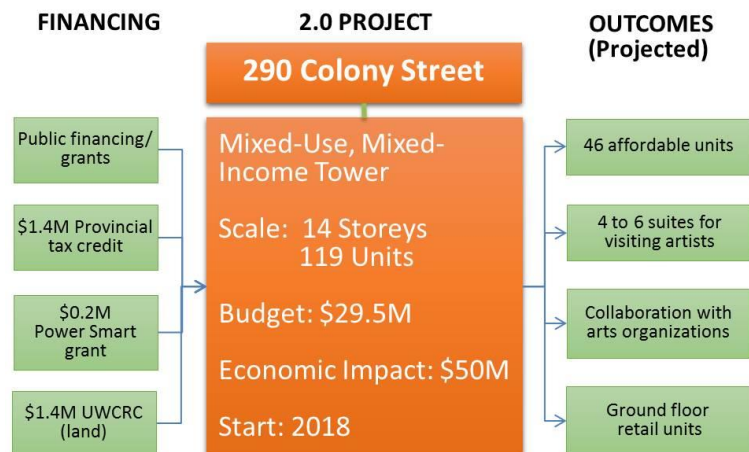 FINANCING
Public financing/
grants
$1.4M Provincial
tax credit
$0.2M
Power Smart
grant
$1.4M UWCRC
(land)
2.0 PROJECT
290 Colony Street
Mixed-Use, Mixed-
Income Tower
Scale: 14 Storeys
119 Units
Budget: $29.5M
Economic Impact: $50M
Start: 2018
OUTCOMES
(Projected)
46 affordable units
4 to 6 suites for
visiting artists
Collaboration with
arts organizations
Ground floor
retail units